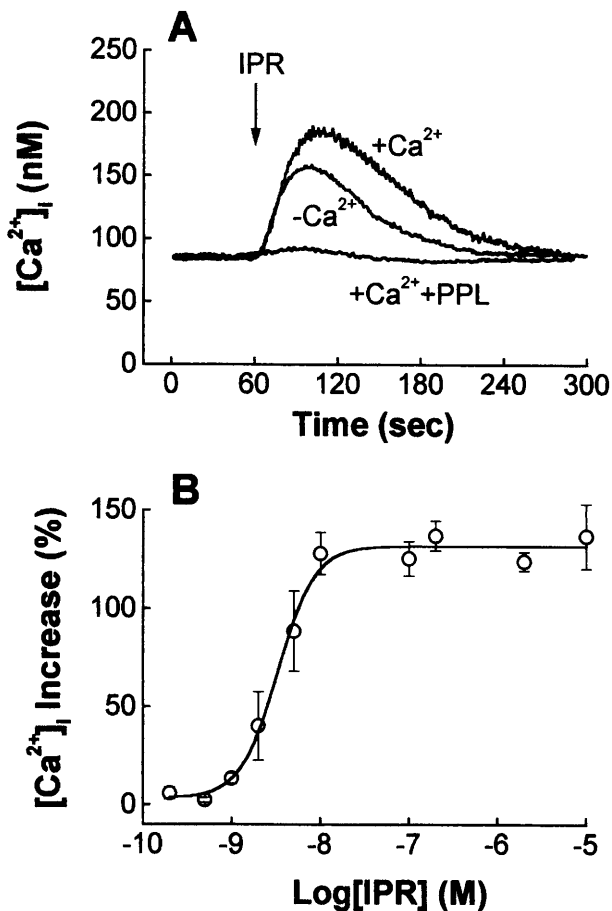 A
IPR
[Ca²⁺]ᵢ (nM)
250
200
150
100
50
0
+Ca²⁺
-Ca²⁺
+Ca²⁺+PPL
0 60 120 180 240 300
Time (sec)
B
[Ca²⁺]ᵢ Increase (%)
150
100
50
0
-10 -9 -8 -7 -6 -5
Log[IPR] (M)